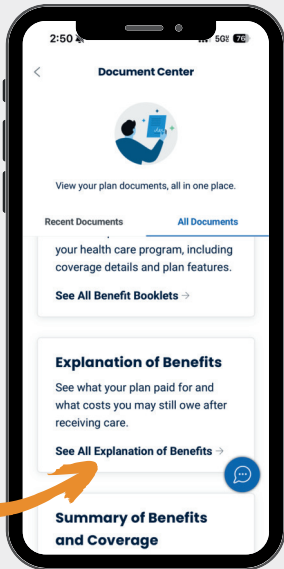 2:50
5G 76
Document Center
View your plan documents, all in one place.
Recent Documents All Documents
your health care program, including
coverage details and plan features.
See All Benefit Booklets →
Explanation of Benefits
See what your plan paid for and
what costs you may still owe after
receiving care.
See All Explanation of Benefits →
Summary of Benefits
and Coverage